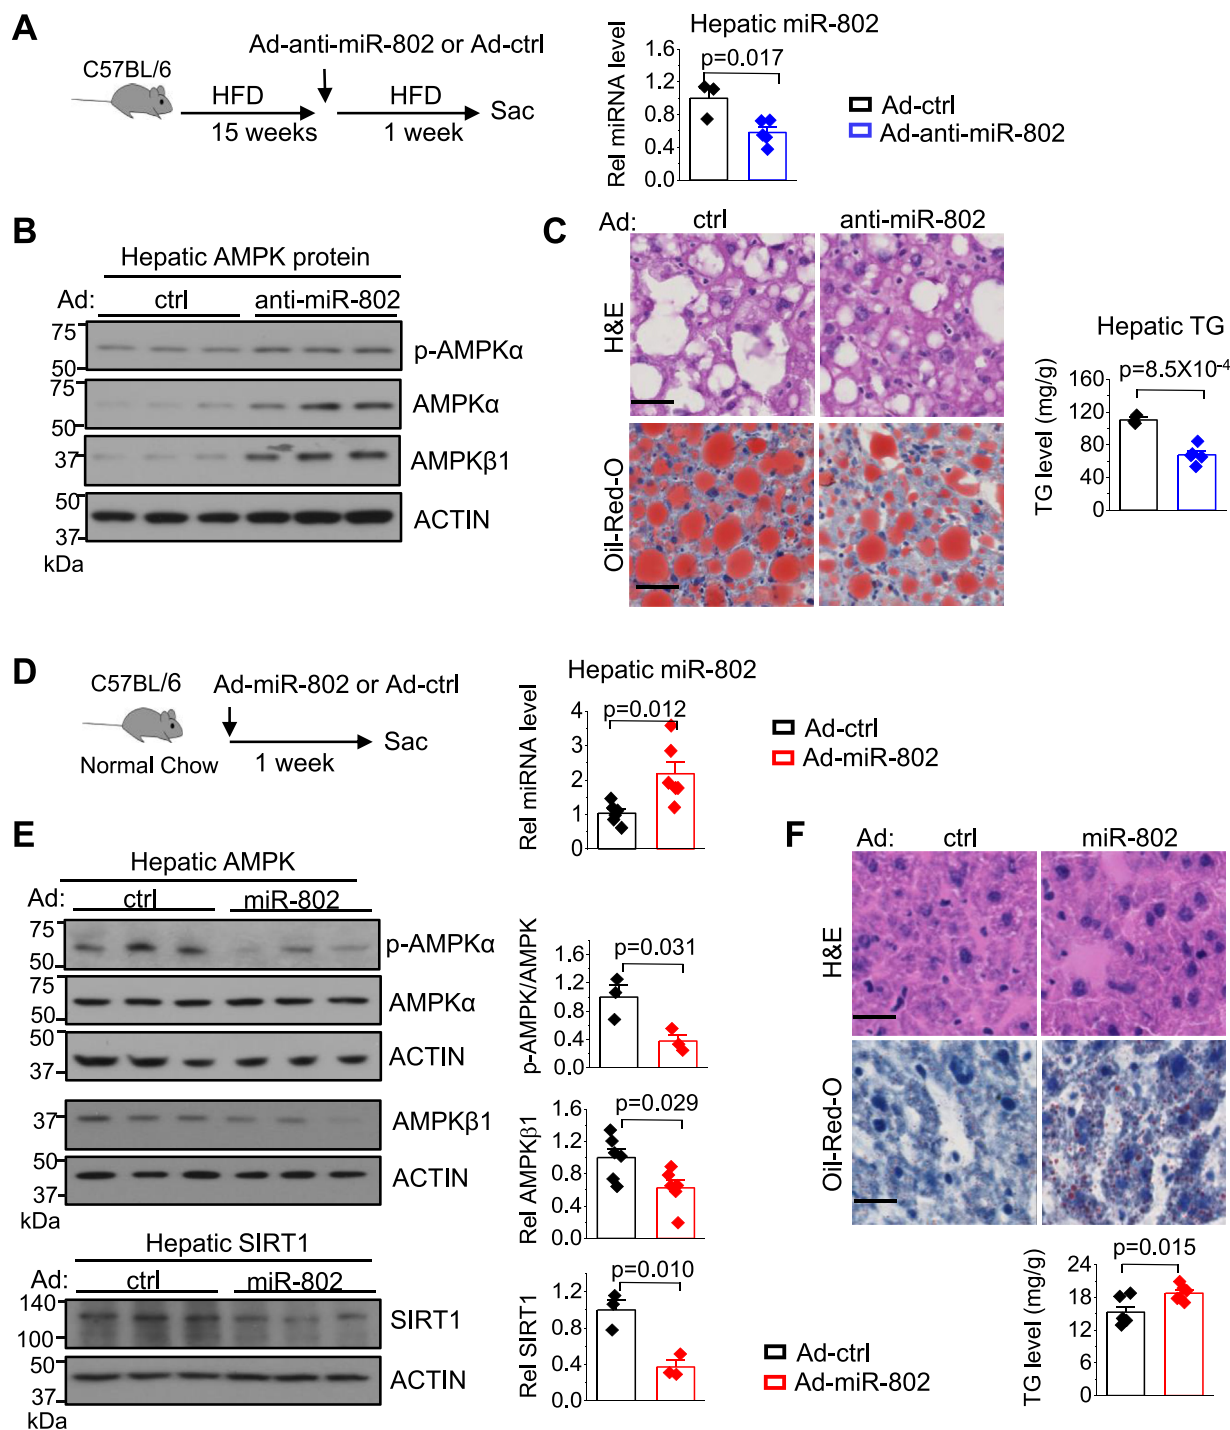 A
Ad-anti-miR-802 or Ad-ctrl
C57BL/6
HFD
HFD
Sac
15 weeks
1 week
Hepatic miR-802
Rel miRNA level
1.6
1.2
0.8
0.4
0.0
p=0.017
Ad-ctrl
Ad-anti-miR-802
B
Hepatic AMPK protein
Ad: ctrl anti-miR-802
75
50
p-AMPKα
75
50
AMPKα
37
AMPKβ1
50
37
ACTIN
kDa
C
Ad: ctrl anti-miR-802
H&E
Oil-Red-O
Hepatic TG
p=8.5X10-4
TG level (mg/g)
160
120
80
40
0
D
C57BL/6
Ad-miR-802 or Ad-ctrl
Sac
Normal Chow
1 week
Hepatic miR-802
Rel miRNA level
4
3
2
1
0
p=0.012
Ad-ctrl
Ad-miR-802
E
Hepatic AMPK
Ad: ctrl miR-802
75
50
p-AMPKα
75
50
AMPKα
50
37
ACTIN
37
AMPKβ1
50
37
ACTIN
kDa
p-AMPK/AMPK
1.6
1.2
0.8
0.4
0.0
p=0.031
Rel AMPKβ1
1.6
1.2
0.8
0.4
0.0
p=0.029
Hepatic SIRT1
Ad: ctrl miR-802
140
100
SIRT1
50
37
ACTIN
kDa
Rel SIRT1
1.2
0.8
0.4
0.0
p=0.010
Ad-ctrl
Ad-miR-802
F
Ad: ctrl miR-802
H&E
Oil-Red-O
TG level (mg/g)
24
18
12
6
0
p=0.015